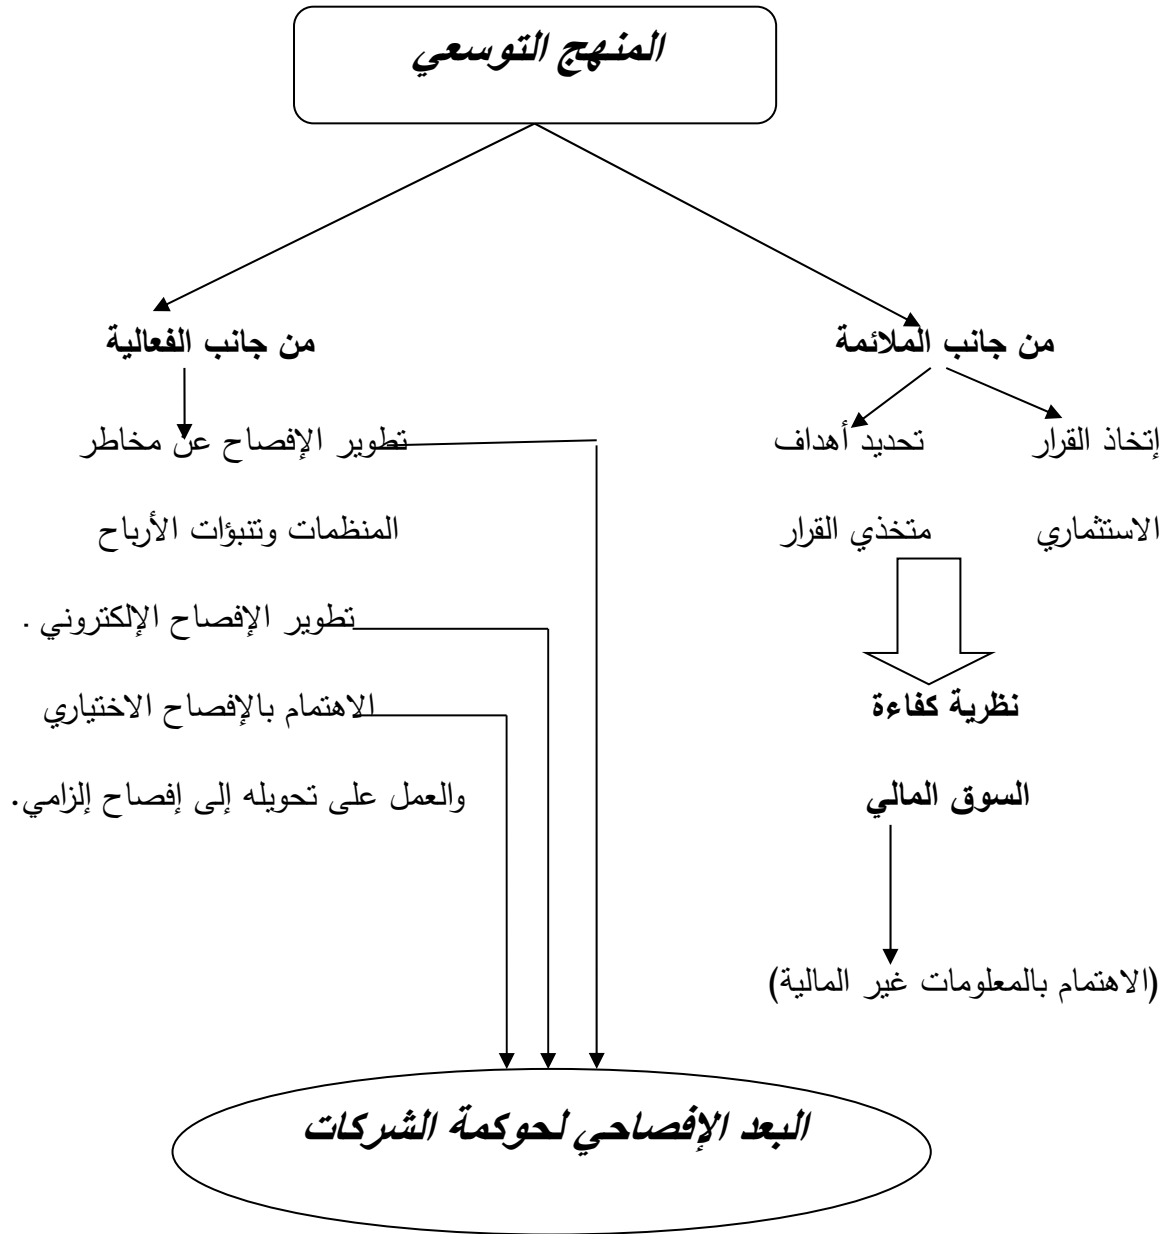 المنهج التوسعي
من جانب الملائمة
من جانب الفعالية
إتخاذ القرار
الاستثماري
تحديد أهداف
متخذي القرار
نظرية كفاءة
السوق المالي
(الاهتمام بالمعلومات غير المالية)
تطوير الإفصاح عن مخاطر
المنظمات وتنبؤات الأرباح
تطوير الإفصاح الإلكتروني .
الاهتمام بالإفصاح الاختياري
والعمل على تحويله إلى إفصاح إلزامي.
البعد الإفصاحي لحوكمة الشركات